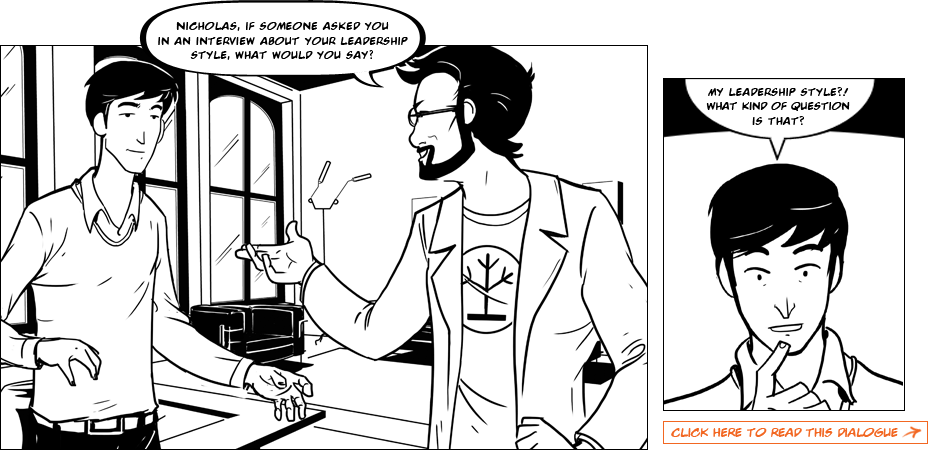 NICHOLAS, IF SOMEONE ASKED YOU
IN AN INTERVIEW ABOUT YOUR LEADERSHIP
STYLE, WHAT WOULD YOU SAY?
MY LEADERSHIP STYLE?!
WHAT KIND OF QUESTION
IS THAT?
CLICK HERE TO READ THIS DIALOGUE